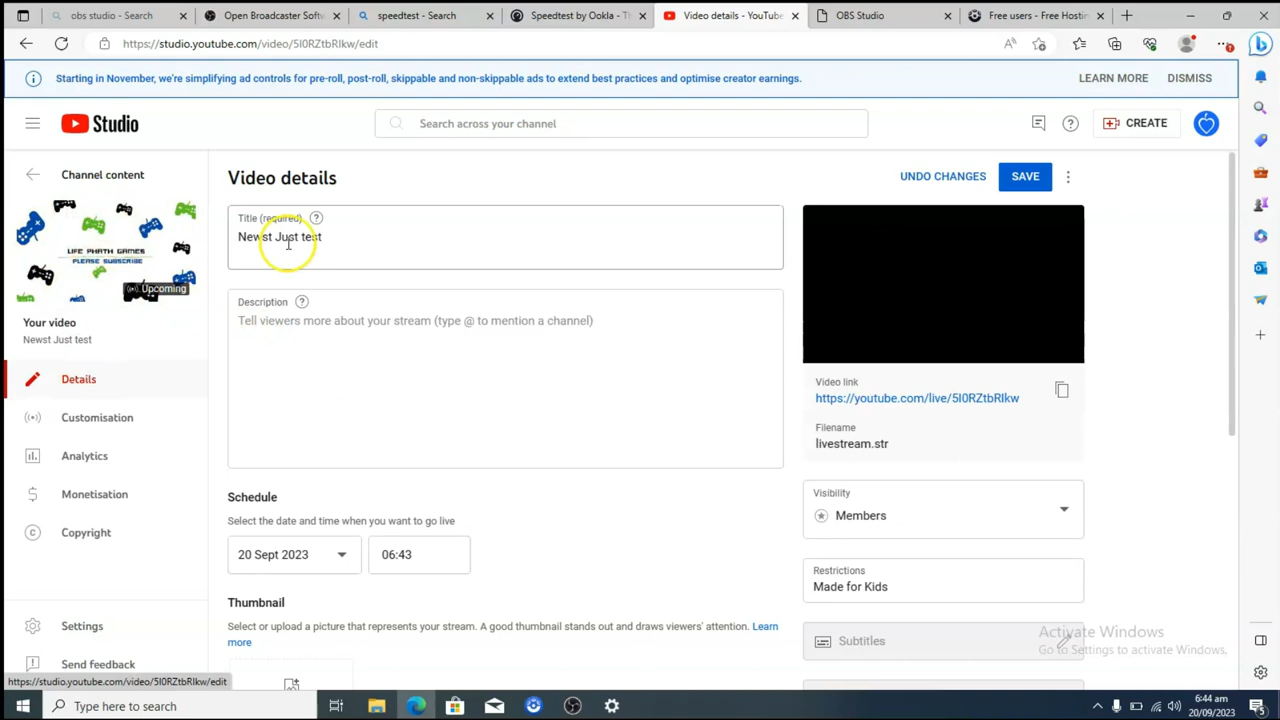 obs studio - Search
Open Broadcaster Softw
speedtest - Search
Speedtest by Ookla - Th
Video details - YouTube
OBS Studio
Free users - Free Hostin
https://studio.youtube.com/video/5I0RZtbRIkw/edit
Starting in November, we're simplifying ad controls for pre-roll, post-roll, skippable and non-skippable ads to extend best practices and optimise creator earnings.
LEARN MORE
DISMISS
Studio
Search across your channel
CREATE
Channel content
Video details
UNDO CHANGES
SAVE
LIFE PHATH GAMES
PLEASE SUBSCRIBE
Upcoming
Your video
Newst Just test
Details
Customisation
Analytics
Monetisation
Copyright
Settings
Send feedback
Title (required)
Newst Just test
Description
Tell viewers more about your stream (type @ to mention a channel)
Schedule
Select the date and time when you want to go live
20 Sept 2023
06:43
Thumbnail
Select or upload a picture that represents your stream. A good thumbnail stands out and draws viewers' attention. Learn
more
Video link
https://youtube.com/live/5I0RZtbRIkw
Filename
livestream.str
Visibility
Members
Restrictions
Made for Kids
Subtitles
Activate Windows
Go to Settings to activate Windows.
https://studio.youtube.com/video/5I0RZtbRIkw/edit
Type here to search
6:44 pm
20/09/2023